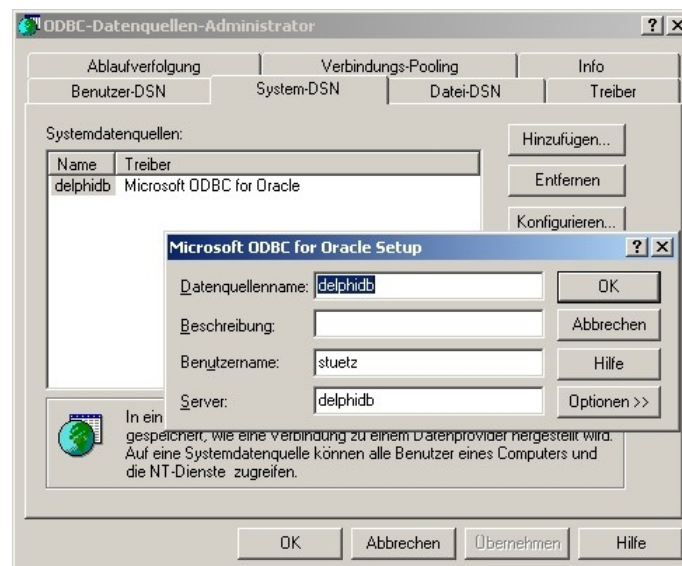 ODBC-Datenquellen-Administrator
Ablaufverfolgung Verbindungs-Pooling Info
Benutzer-DSN System-DSN Datei-DSN Treiber
Systemdatenquellen:
Name Treiber
delphidb Microsoft ODBC for Oracle
Hinzufügen...
Entfernen
Konfigurieren...
Microsoft ODBC for Oracle Setup
Datenquellenname: delphidb
OK
Beschreibung:
Abbrechen
Benutzername: stuetz
Hilfe
Server: delphidb
Optionen >>
In ein
gespeichert, wie eine Verbindung zu einem Datenprovider hergestellt wird.
Auf eine Systemdatenquelle können alle Benutzer eines Computers und
die NT-Dienste zugreifen.
OK Abbrechen Übernehmen Hilfe